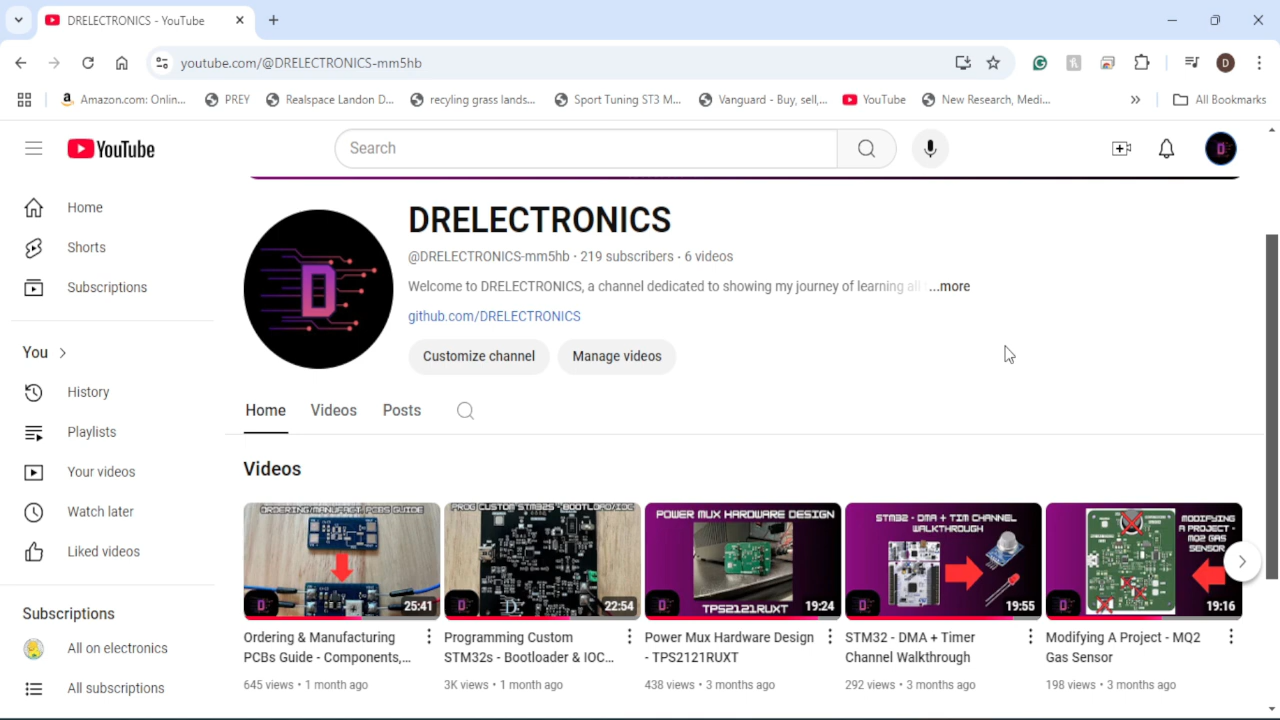 DRELECTRONICS - YouTube
youtube.com/@DRELECTRONICS-mm5hb
D
Amazon.com: Onlin...
PREY
Realspace Landon D...
recyling grass lands...
Sport Tuning ST3 M...
Vanguard - Buy, sell,...
YouTube
New Research, Medi...
All Bookmarks
YouTube
Search
D
Home
Shorts
Subscriptions
You
History
Playlists
Your videos
Watch later
Liked videos
Subscriptions
All on electronics
All subscriptions
D
DRELECTRONICS
@DRELECTRONICS-mm5hb · 219 subscribers · 6 videos
Welcome to DRELECTRONICS, a channel dedicated to showing my journey of learning all ...more
github.com/DRELECTRONICS
Customize channel
Manage videos
Home
Videos
Posts
Videos
ORDERING/MANUFACT. PCBS GUIDE
25:41
Ordering & Manufacturing
PCBs Guide - Components,...
645 views • 1 month ago
PROG CUSTOM STM32S - BOOTLOAD/IOC
22:54
Programming Custom
STM32s - Bootloader & IOC...
3K views • 1 month ago
POWER MUX HARDWARE DESIGN
TPS2121RUXT
19:24
Power Mux Hardware Design
- TPS2121RUXT
438 views • 3 months ago
STM32 - DMA + TIM CHANNEL
WALKTHROUGH
19:55
STM32 - DMA + Timer
Channel Walkthrough
292 views • 3 months ago
MODIFYING
A PROJECT -
MQ2 GAS
SENSOR
19:16
Modifying A Project - MQ2
Gas Sensor
198 views • 3 months ago